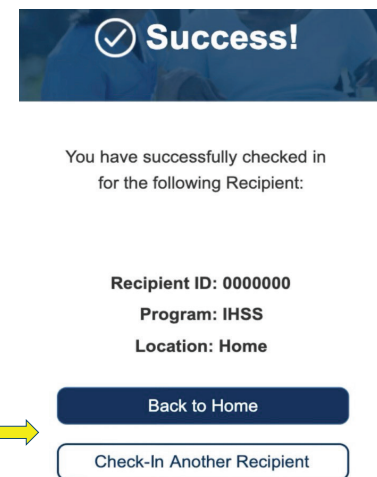 Success!
You have successfully checked in
for the following Recipient:
Recipient ID: 0000000
Program: IHSS
Location: Home
Back to Home
Check-In Another Recipient